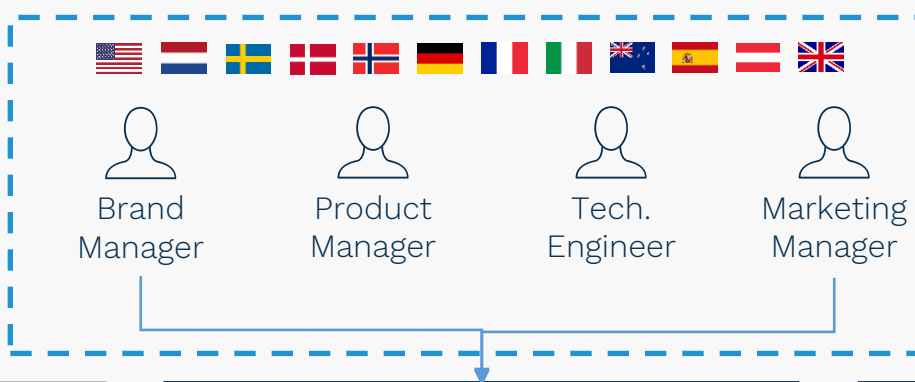 Brand
Manager
Product
Manager
Tech.
Engineer
Marketing
Manager